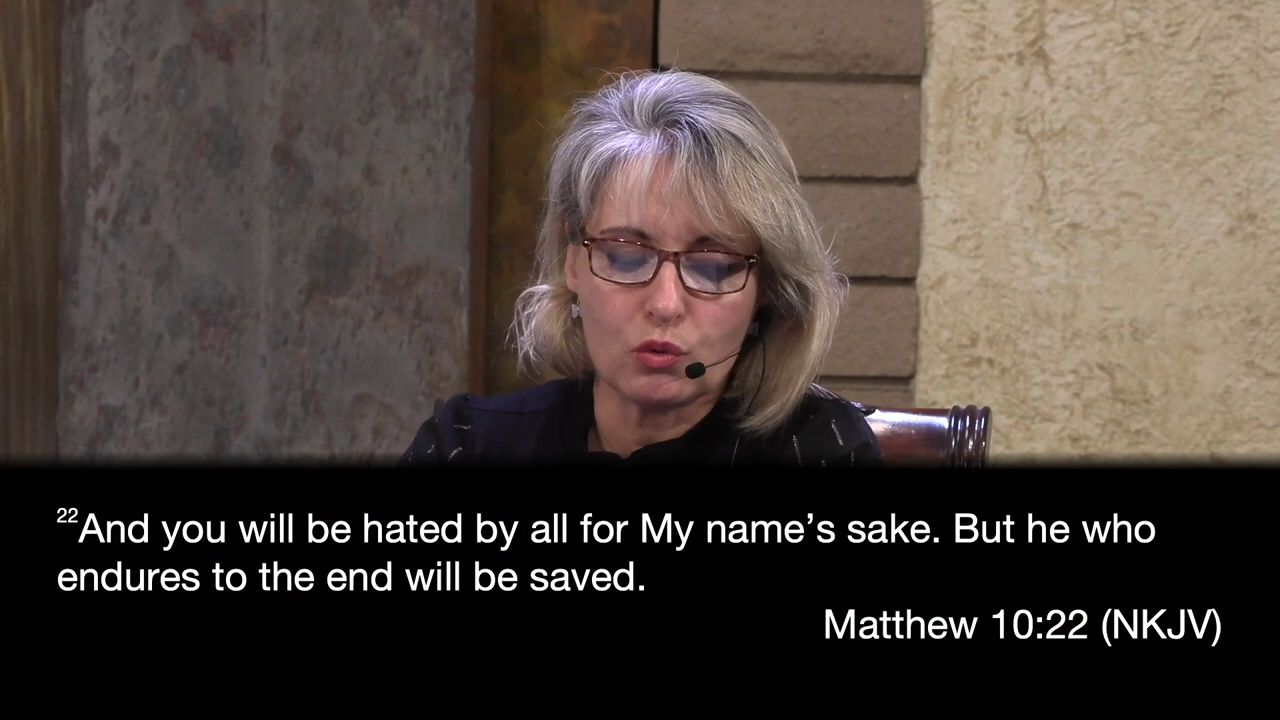 22And you will be hated by all for My name’s sake. But he who
endures to the end will be saved.
Matthew 10:22 (NKJV)